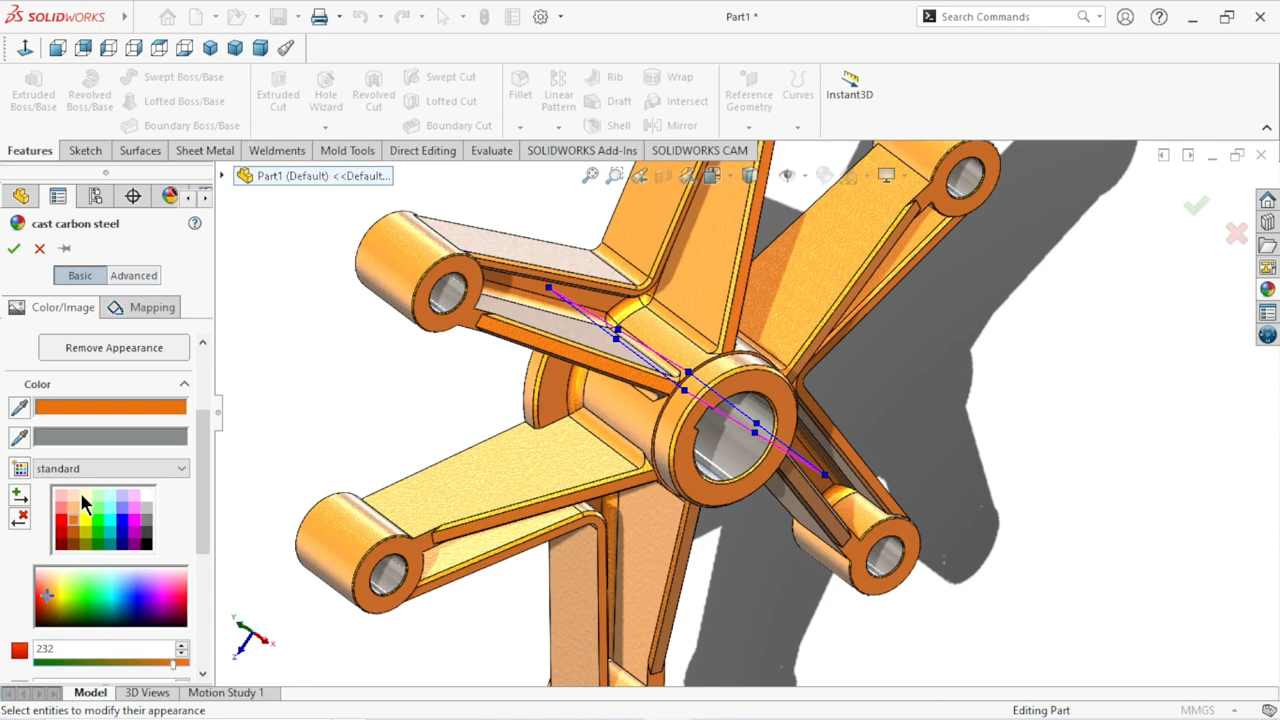 SOLIDWORKS
Part1 *
Search Commands
Extruded Boss/Base
Revolved Boss/Base
Swept Boss/Base
Lofted Boss/Base
Boundary Boss/Base
Extruded Cut
Hole Wizard
Revolved Cut
Swept Cut
Lofted Cut
Boundary Cut
Fillet
Linear Pattern
Rib
Draft
Shell
Wrap
Intersect
Mirror
Reference Geometry
Curves
Instant3D
Features
Sketch
Surfaces
Sheet Metal
Weldments
Mold Tools
Direct Editing
Evaluate
SOLIDWORKS Add-Ins
SOLIDWORKS CAM
Part1 (Default) <<Default...
cast carbon steel
Basic
Advanced
Color/Image
Mapping
Remove Appearance
Color
standard
232
Y
X
Z
Model
3D Views
Motion Study 1
Select entities to modify their appearance
Editing Part
MMGS